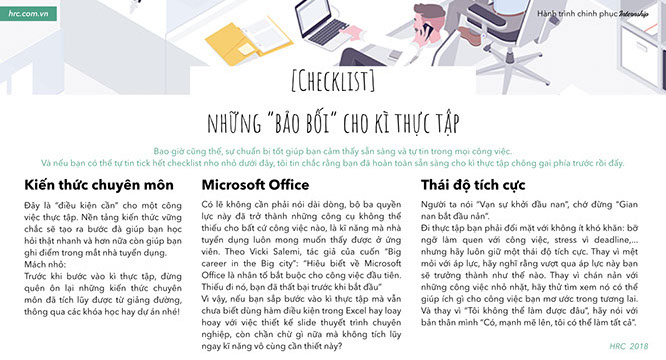 hrc.com.vn
Hành trình chinh phục Internship
[Checklist]
những "bảo bối" cho kì thực tập
Bao giờ cũng thế, sự chuẩn bị tốt giúp bạn cảm thấy sẵn sàng và tự tin trong mọi công việc.
Và nếu bạn có thể tự tin tick hết checklist nho nhỏ dưới đây, tôi tin chắc rằng bạn đã hoàn toàn sẵn sàng cho kì thực tập chông gai phía trước rồi đấy.
Kiến thức chuyên môn
Đây là "điều kiện cần" cho một công
việc thực tập. Nền tảng kiến thức vững
chắc sẽ tạo ra bước đà giúp bạn học
hỏi thật nhanh và hơn nữa còn giúp bạn
ghi điểm trong mắt nhà tuyển dụng.
Mách nhỏ:
Trước khi bước vào kì thực tập, đừng
quên ôn lại những kiến thức chuyên
môn đã tích lũy được từ giảng đường,
thông qua các khóa học hay dự án nhé!
Microsoft Office
Có lẽ không cần phải nói dài dòng, bộ ba quyền
lực này đã trở thành những công cụ không thể
thiếu cho bất cứ công việc nào, là kĩ năng mà nhà
tuyển dụng luôn mong muốn thấy được ở ứng
viên. Theo Vicki Salemi, tác giả của cuốn "Big
career in the Big city": "Hiểu biết về Microsoft
Office là nhân tố bắt buộc cho công việc đầu tiên.
Thiếu đi nó, bạn đã thất bại trước khi bắt đầu"
Vì vậy, nếu bạn sắp bước vào kì thực tập mà vẫn
chưa biết dùng hàm điều kiện trong Excel hay loay
hoay với việc thiết kế slide thuyết trình chuyên
nghiệp, còn chần chừ gì nữa mà không tích lũy
ngay kĩ năng vô cùng cần thiết này?
Thái độ tích cực
Người ta nói "Vạn sự khởi đầu nan", chớ đừng "Gian
nan bắt đầu nản".
Đi thực tập bạn phải đối mặt với không ít khó khăn: bỡ
ngỡ làm quen với công việc, stress vì deadline,...
nhưng hãy luôn giữ một thái độ tích cực. Thay vì mệt
mỏi với áp lực, hãy nghĩ rằng vượt qua áp lực này bạn
sẽ trưởng thành như thế nào. Thay vì chán nản với
những công việc nhỏ nhặt, hãy thử tìm xem nó có thể
giúp ích gì cho công việc bạn mơ ước trong tương lai.
Và thay vì "Tôi không thể làm được đâu", hãy nói với
bản thân mình "Có, mạnh mẽ lên, tôi có thể làm tất cả".
HRC 2018